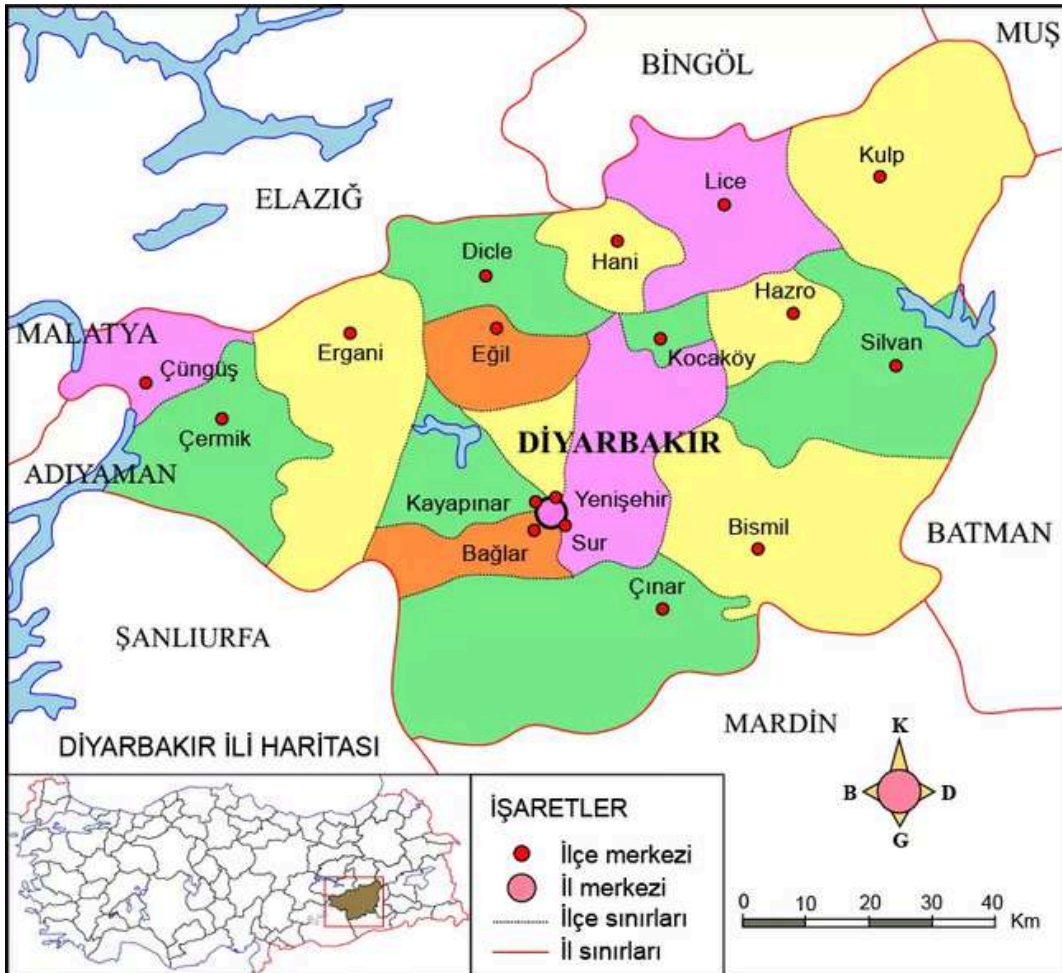 MUŞ
BİNGÖL
Kulp
Lice
ELAZIĞ
Dicle
Hani
Hazro
MALATYA
Ergani
Eğil
Kocaköy
Silvan
Çüngüş
Çermik
DİYARBAKIR
ADIYAMAN
Kayapınar
Yenişehir
Bismil
BATMAN
Bağlar
Sur
Çınar
ŞANLIURFA
MARDİN
DİYARBAKIR İLİ HARİTASI
K
B
D
G
İŞARETLER
İlçe merkezi
İl merkezi
İlçe sınırları
İl sınırları
0 10 20 30 40
Km